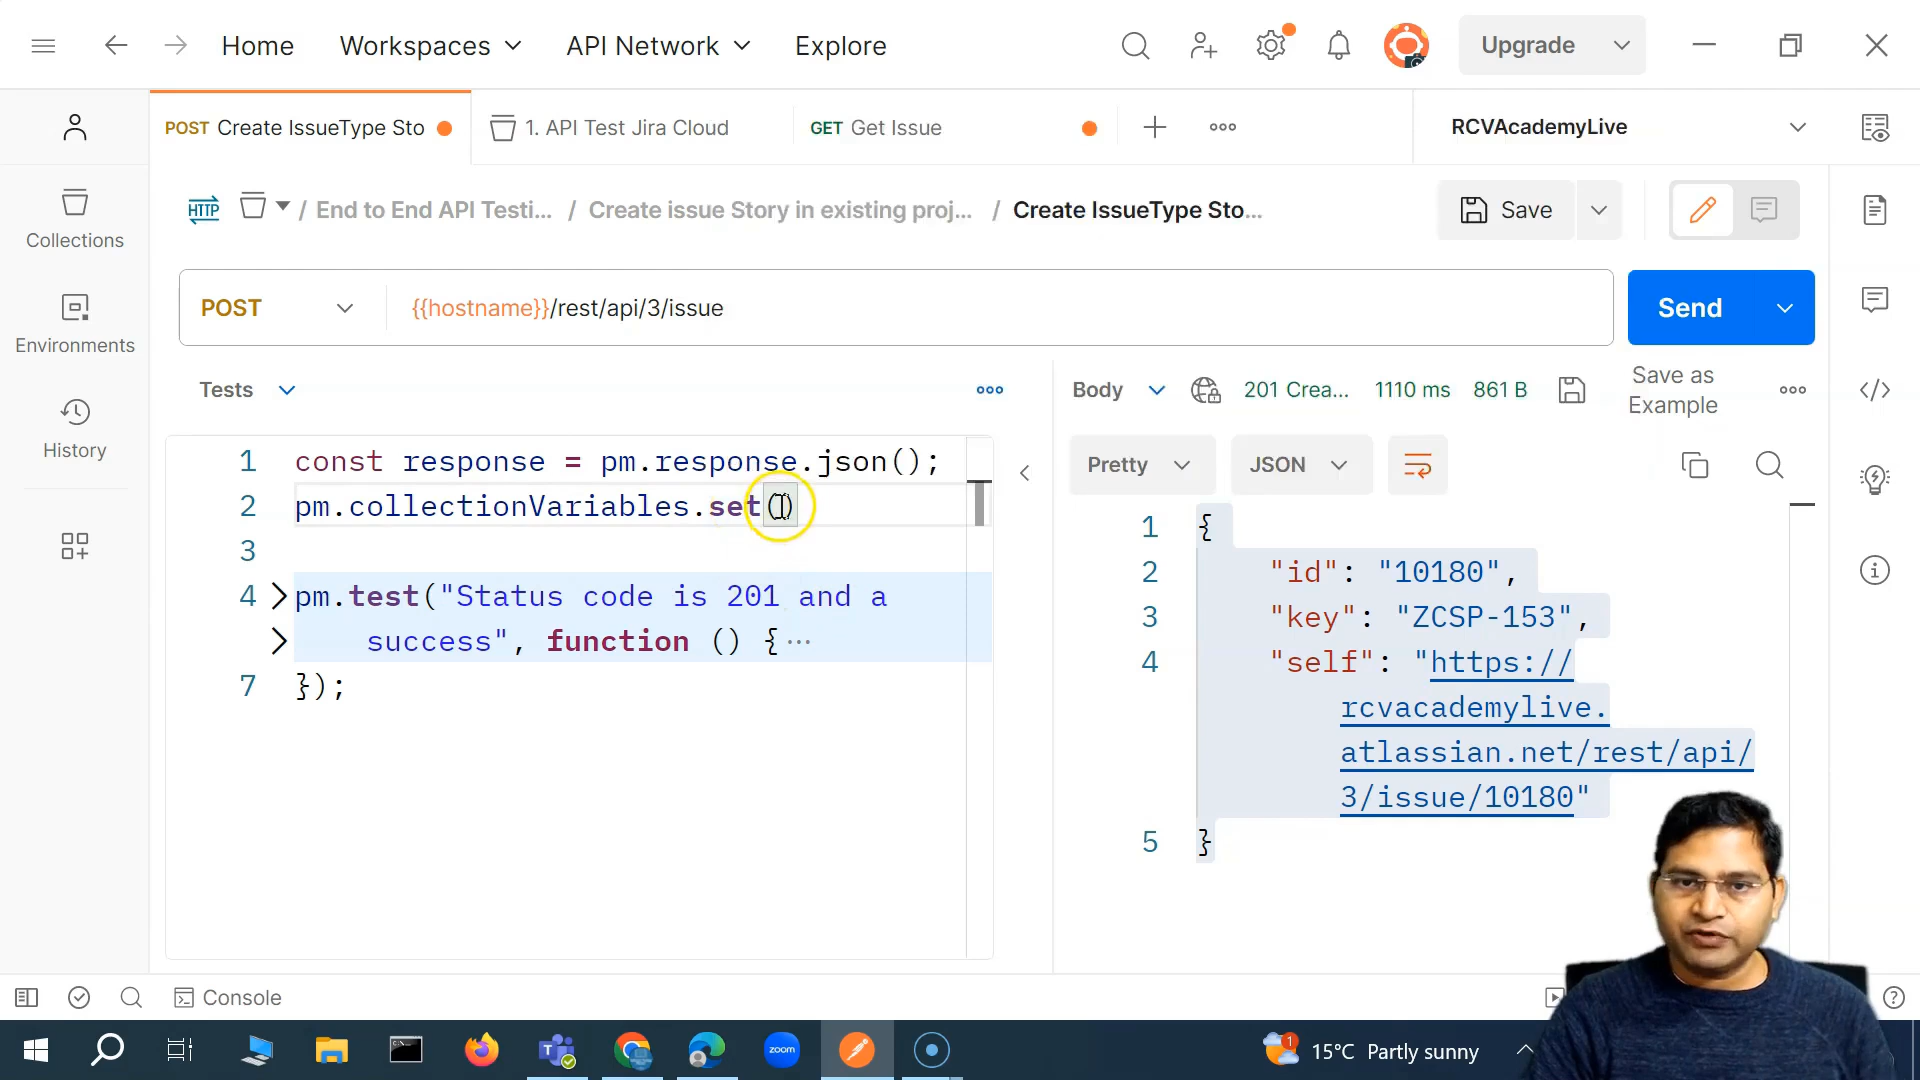 Home Workspaces API Network Explore Upgrade
POST Create IssueType Sto 1. API Test Jira Cloud GET Get Issue RCVAcademyLive
HTTP / End to End API Testi... / Create issue Story in existing proj... / Create IssueType Sto... Save
Collections
POST {{hostname}}/rest/api/3/issue Send
Environments
Tests
Body 201 Crea... 1110 ms 861 B Save as
Example
History
1 const response = pm.response.json();
2 pm.collectionVariables.set()
3
4 pm.test("Status code is 201 and a
success", function () {...
7 });
Pretty JSON
1 {
2 "id": "10180",
3 "key": "ZCSP-153",
4 "self": "https://
rcvacademylive.
atlassian.net/rest/api/
3/issue/10180"
5 }
Console
zoom 1 15°C Partly sunny